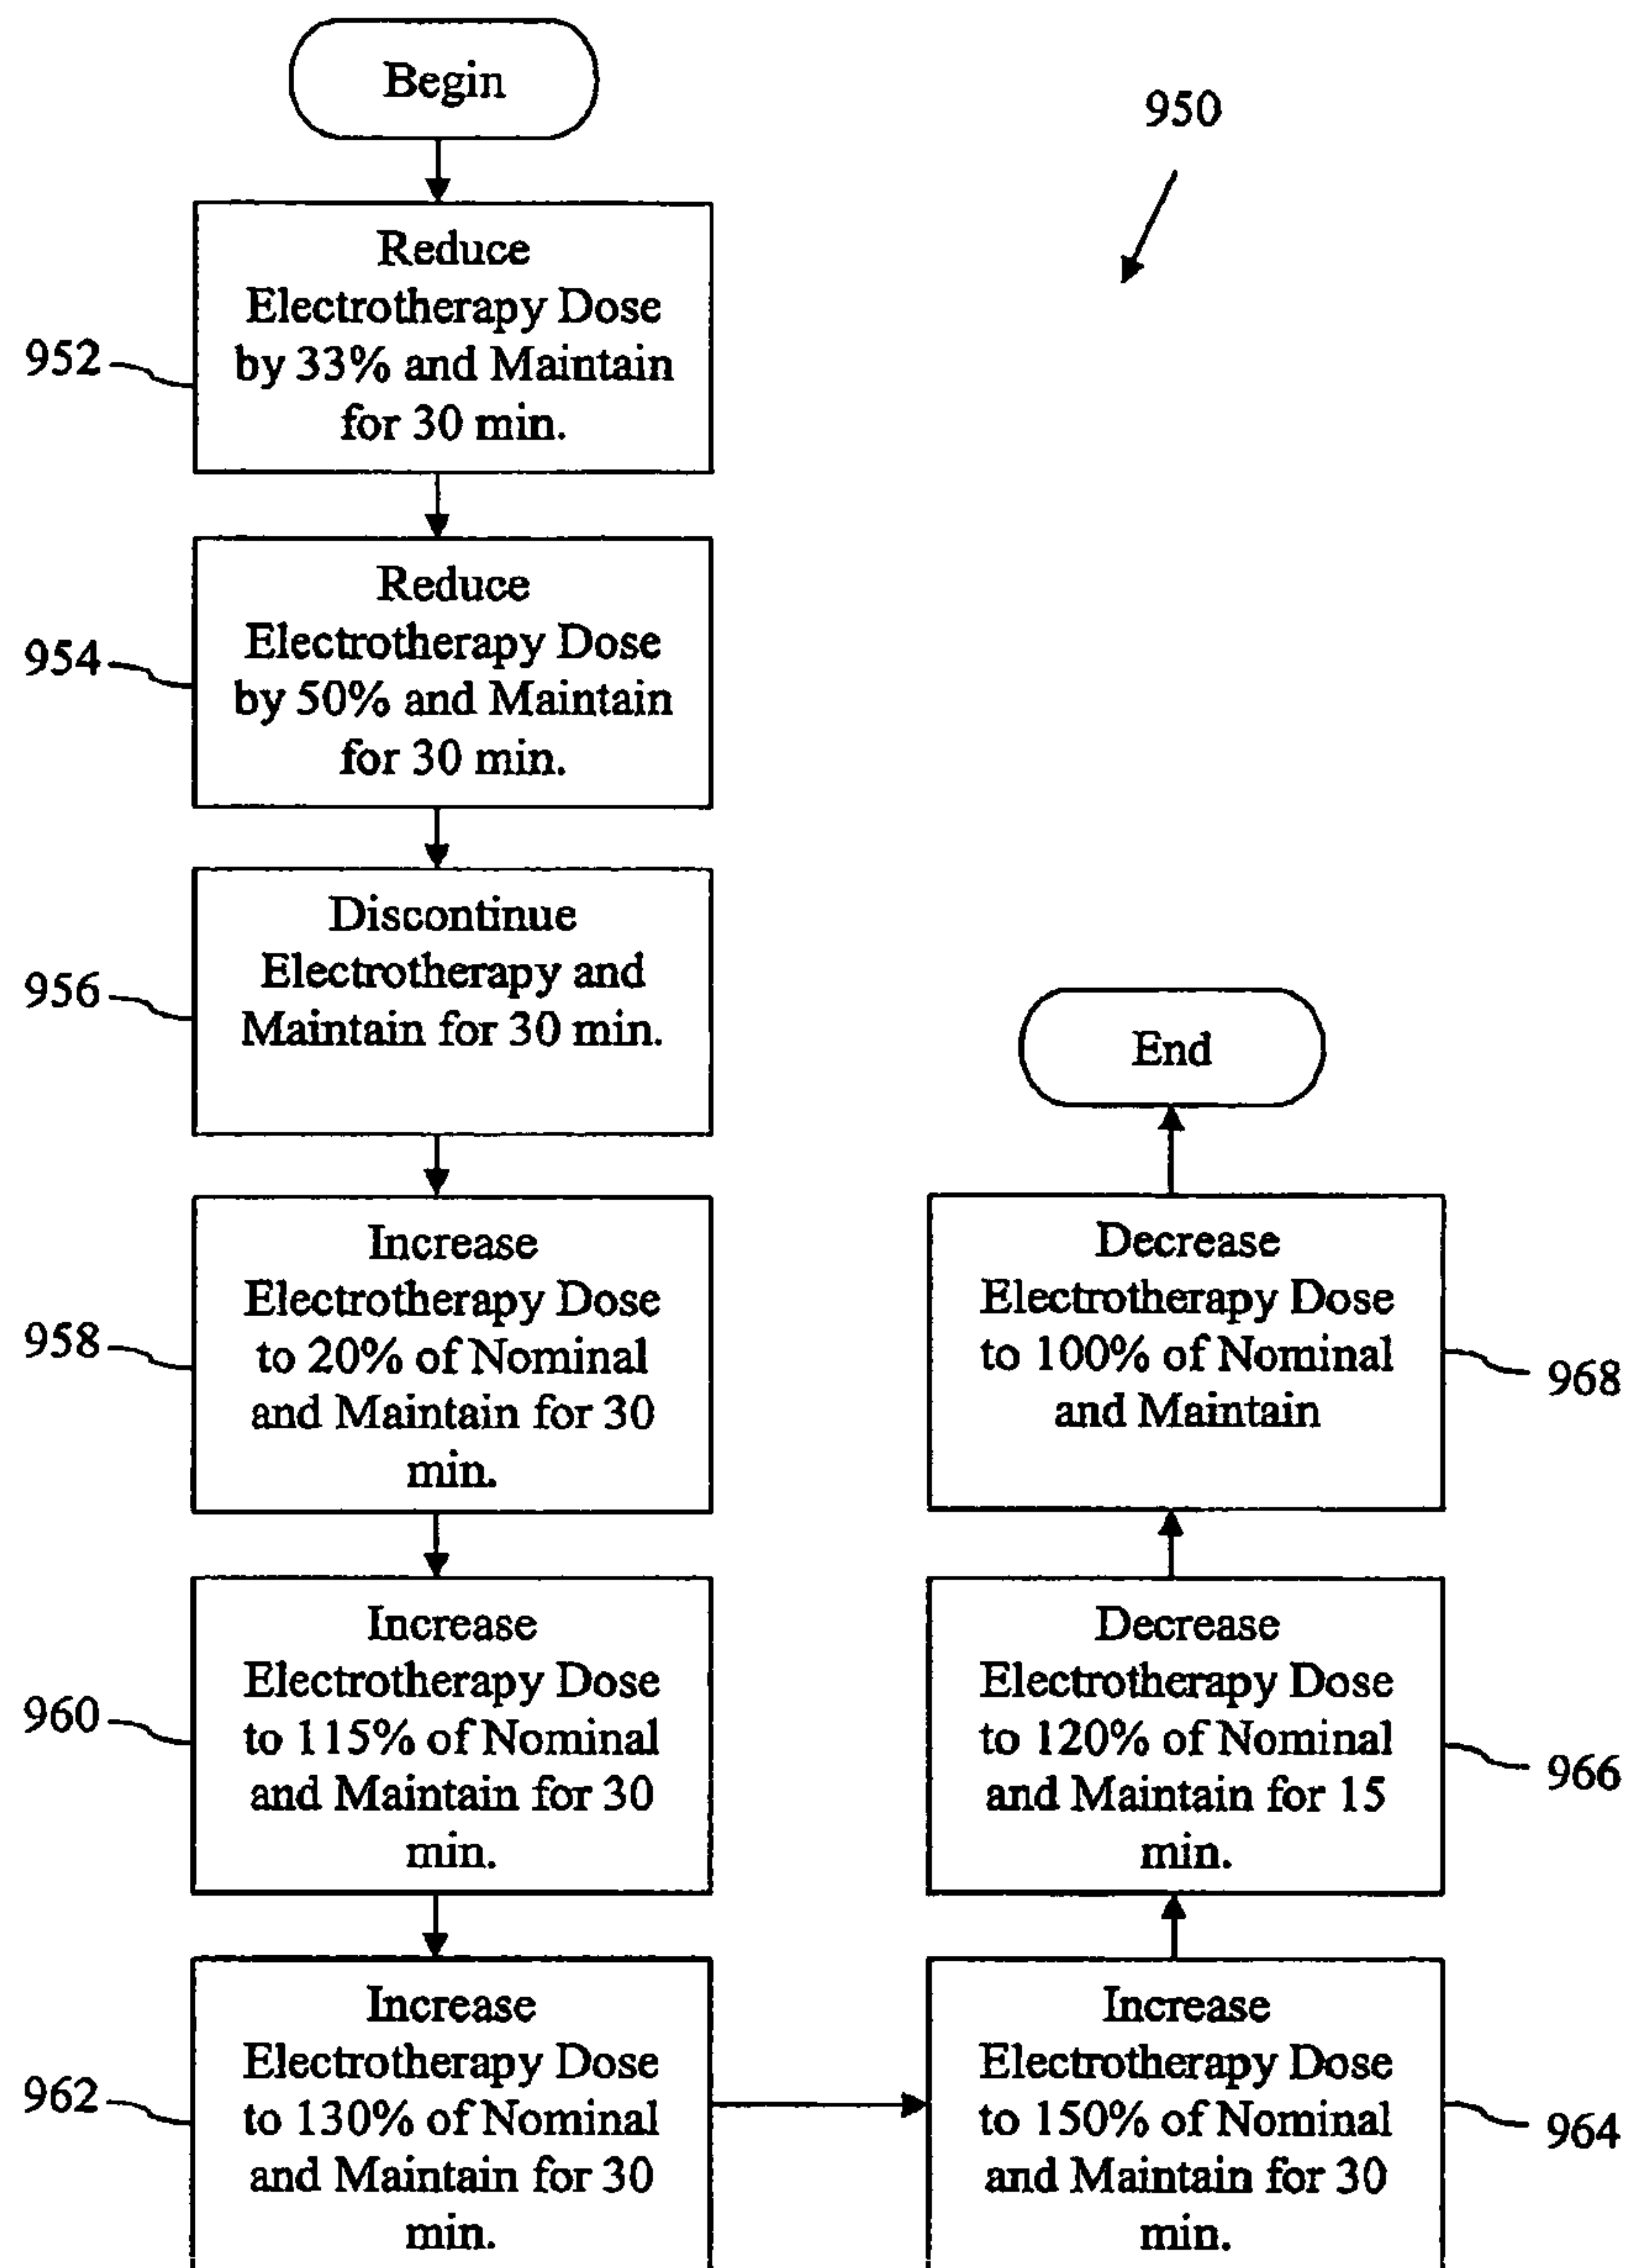 Begin
950
Reduce
Electrotherapy Dose
by 33% and Maintain
for 30 min.
952
Reduce
Electrotherapy Dose
by 50% and Maintain
for 30 min.
954
Discontinue
Electrotherapy and
Maintain for 30 min.
956
Increase
Electrotherapy Dose
to 20% of Nominal
and Maintain for 30
min.
958
Increase
Electrotherapy Dose
to 115% of Nominal
and Maintain for 30
min.
960
Increase
Electrotherapy Dose
to 130% of Nominal
and Maintain for 30
min.
962
Increase
Electrotherapy Dose
to 150% of Nominal
and Maintain for 30
min.
964
Decrease
Electrotherapy Dose
to 120% of Nominal
and Maintain for 15
min.
966
Decrease
Electrotherapy Dose
to 100% of Nominal
and Maintain
968
End